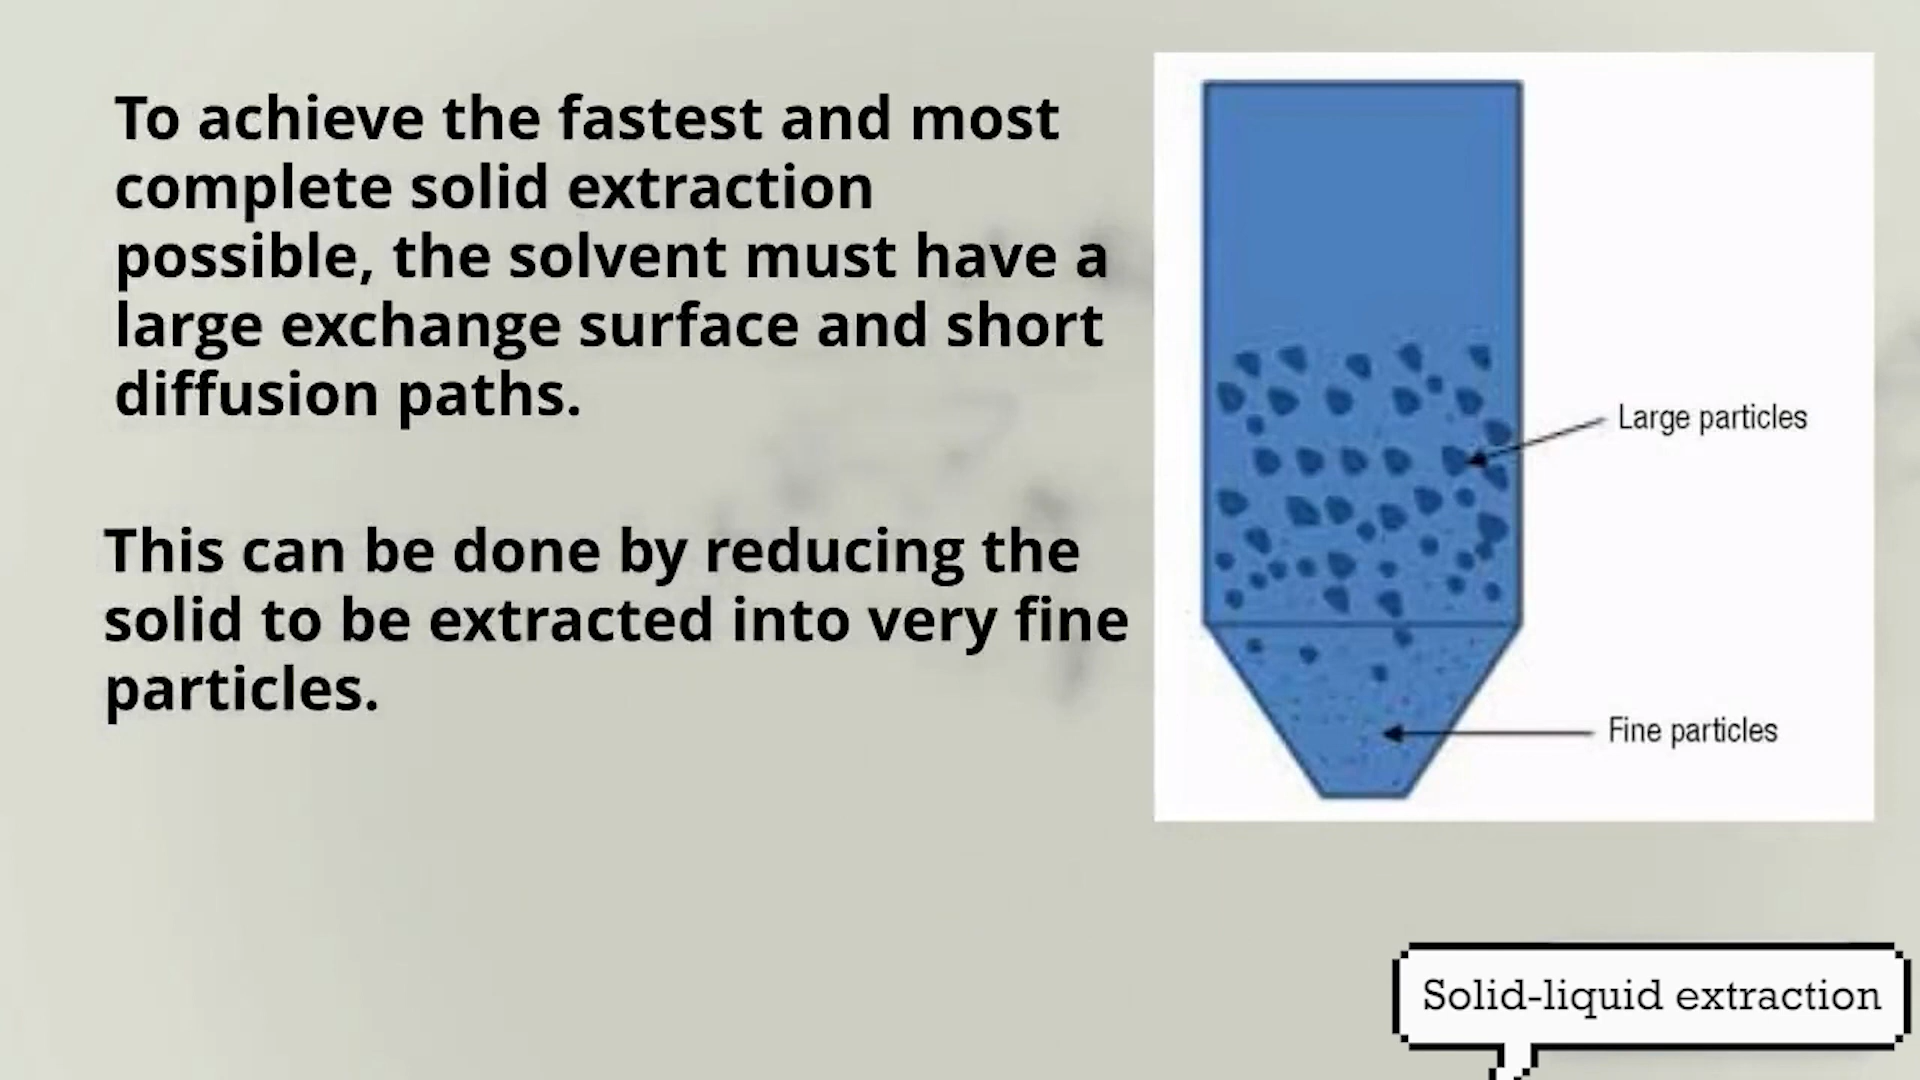 To achieve the fastest and most
complete solid extraction
possible, the solvent must have a
large exchange surface and short
diffusion paths.
This can be done by reducing the
solid to be extracted into very fine
particles.
Large particles
Fine particles
Solid-liquid extraction